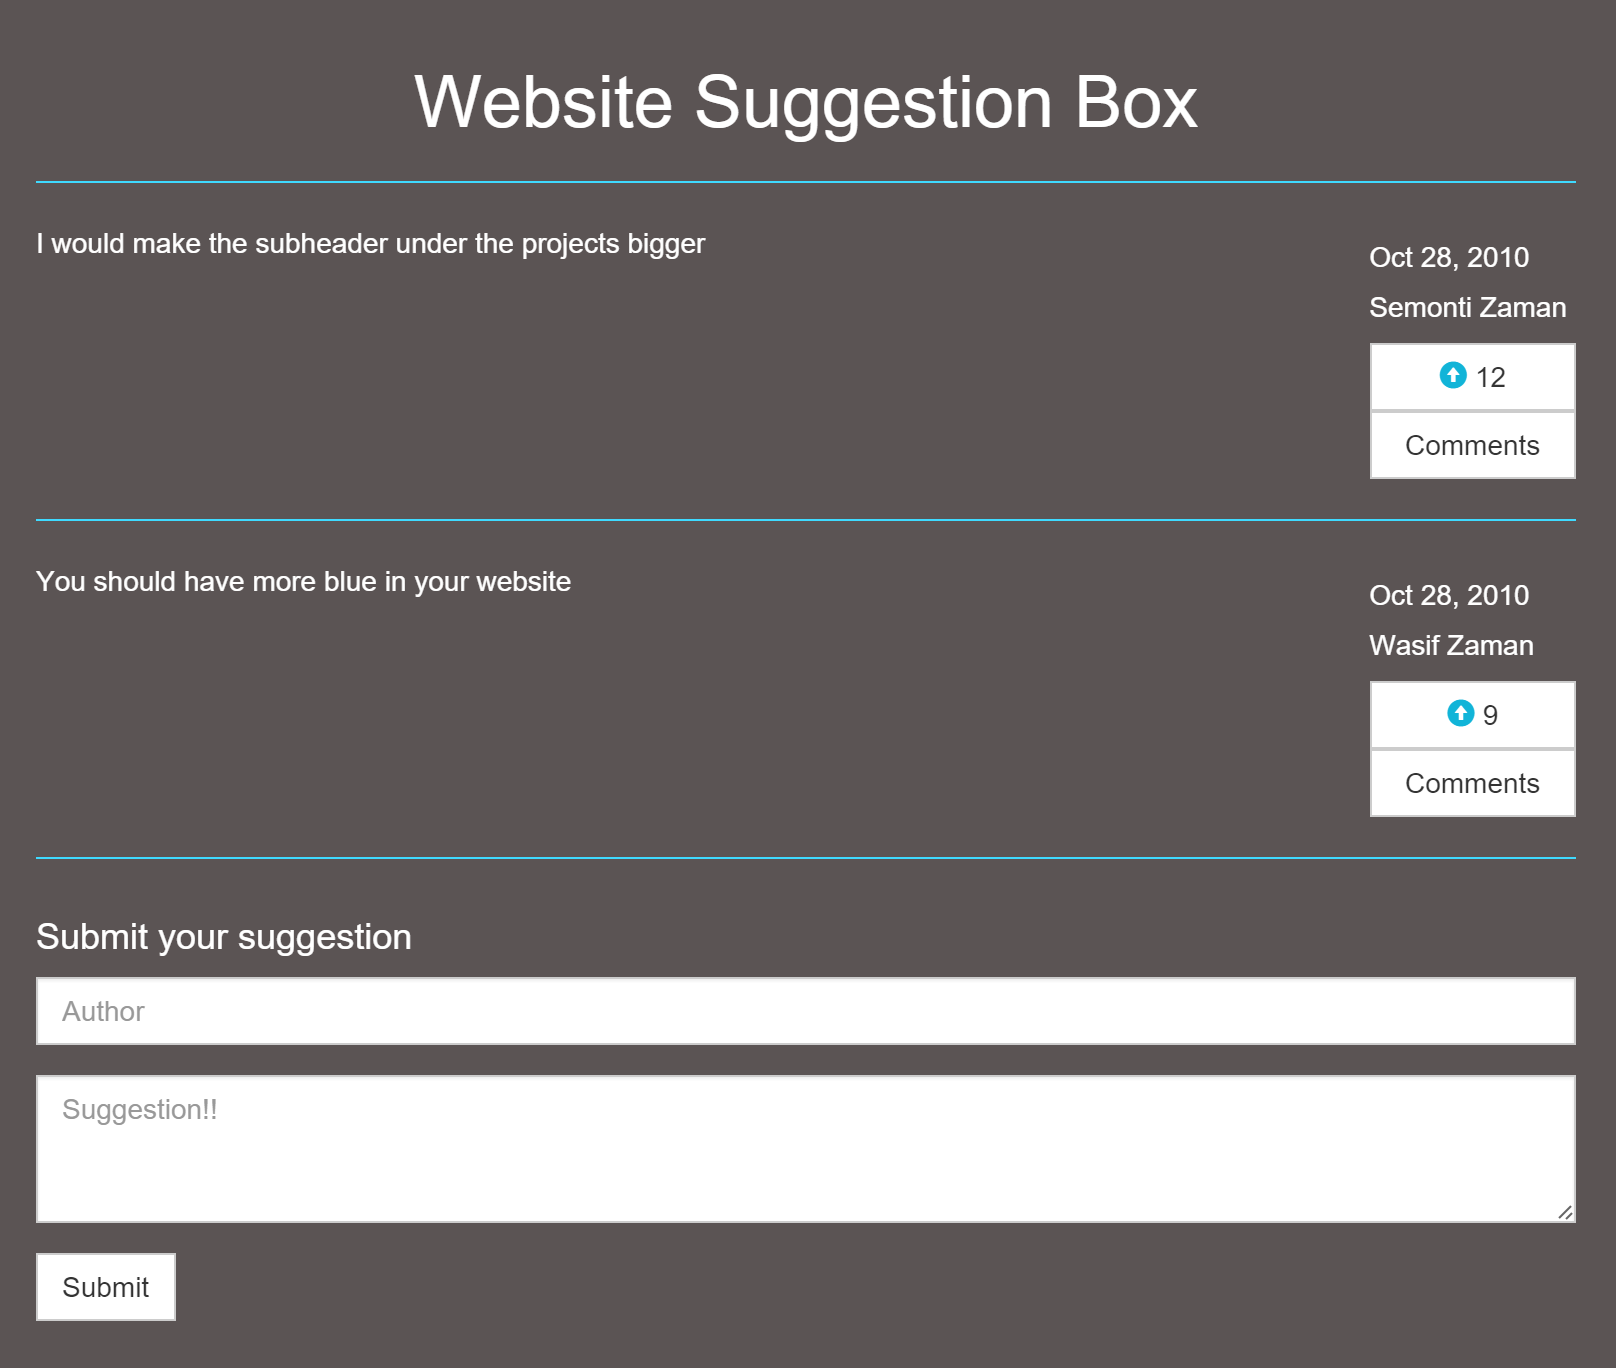 Website Suggestion Box
I would make the subheader under the projects bigger
Oct 28, 2010
Semonti Zaman
12
Comments
You should have more blue in your website
Oct 28, 2010
Wasif Zaman
9
Comments
Submit your suggestion
Author
Suggestion!!
Submit